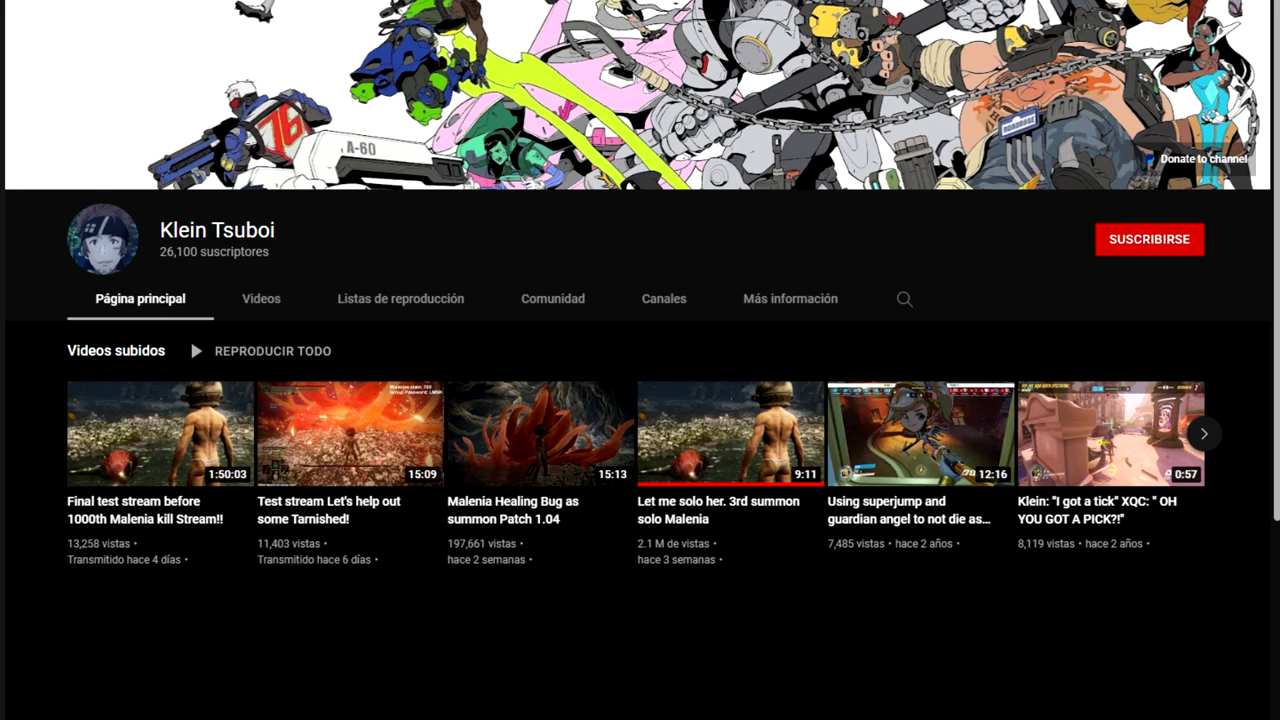 76
A-60
ROADHOG
Donate to channel
Klein Tsuboi
26,100 suscriptores
SUSCRIBIRSE
Página principal
Videos
Listas de reproducción
Comunidad
Canales
Más información
Videos subidos
REPRODUCIR TODO
1:50:03
15:09
15:13
9:11
12:16
0:57
Final test stream before
1000th Malenia kill Stream!!
13,258 vistas •
Transmitido hace 4 días •
Test stream Let's help out
some Tarnished!
11,403 vistas •
Transmitido hace 6 días •
Malenia Healing Bug as
summon Patch 1.04
197,661 vistas •
hace 2 semanas •
Let me solo her. 3rd summon
solo Malenia
2.1 M de vistas •
hace 3 semanas •
Using superjump and
guardian angel to not die as...
7,485 vistas • hace 2 años •
Klein: "I got a tick" XQC: " OH
YOU GOT A PICK?!"
8,119 vistas • hace 2 años •